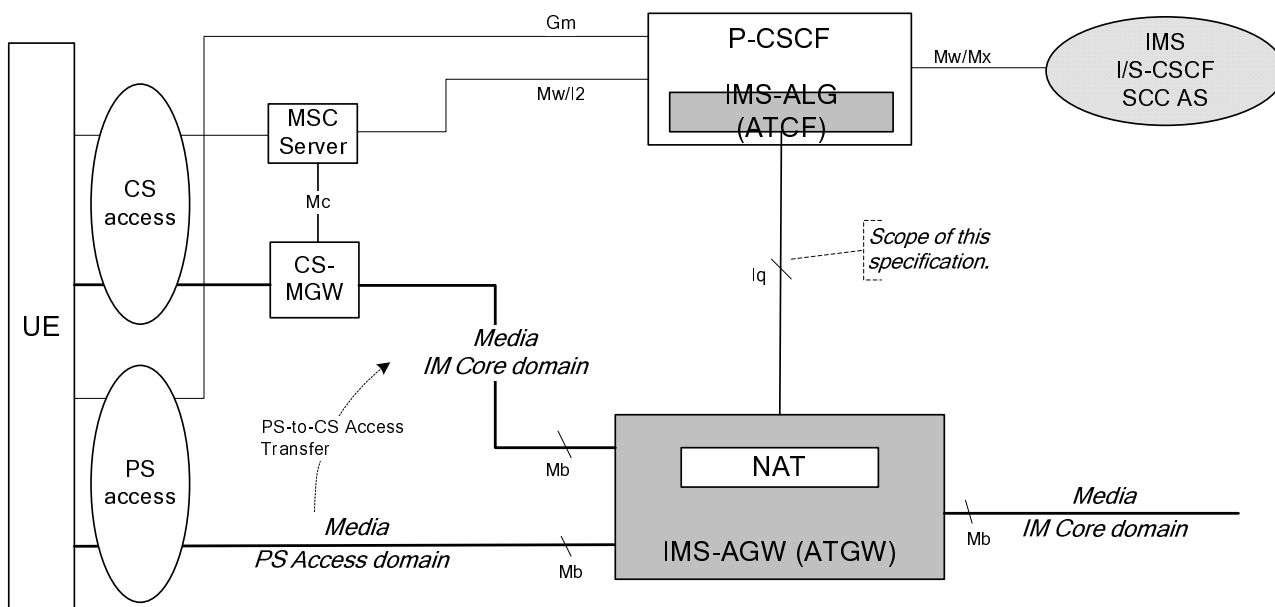 Gm
P-CSCF
IMS-ALG
(ATCF)
Mw/Mx
IMS
I/S-CSCF
SCC AS
Mw/I2
MSC
Server
CS
access
Mc
CS-
MGW
Scope of this
specification.
Iq
UE
Media
IM Core domain
PS-to-CS Access
Transfer
PS
access
Mb
NAT
Media
IM Core domain
Mb
Media
PS Access domain
Mb
IMS-AGW (ATGW)